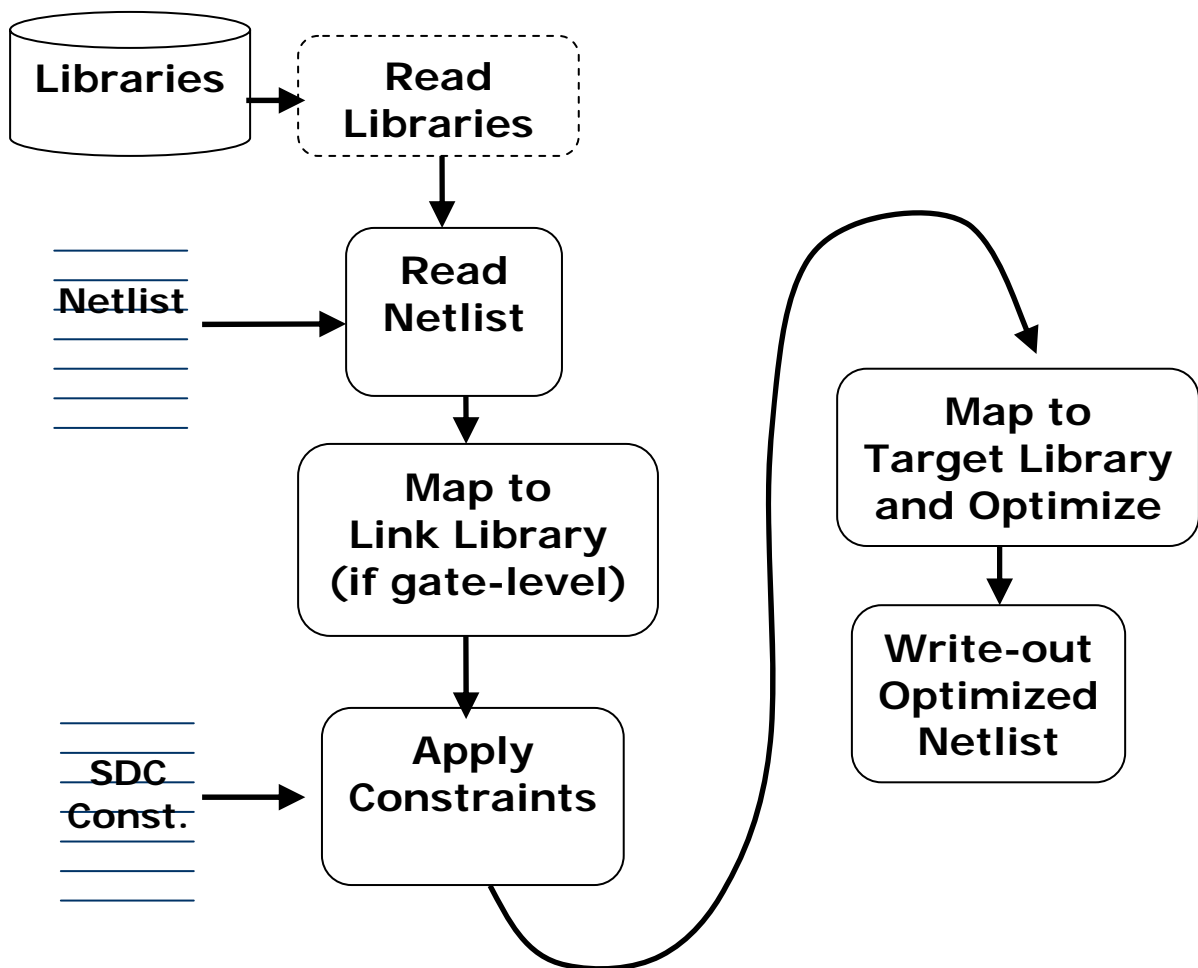 Libraries
Read
Libraries
Netlist
Read
Netlist
Map to
Link Library
(if gate-level)
SDC
Const.
Apply
Constraints
Map to
Target Library
and Optimize
Write-out
Optimized
Netlist